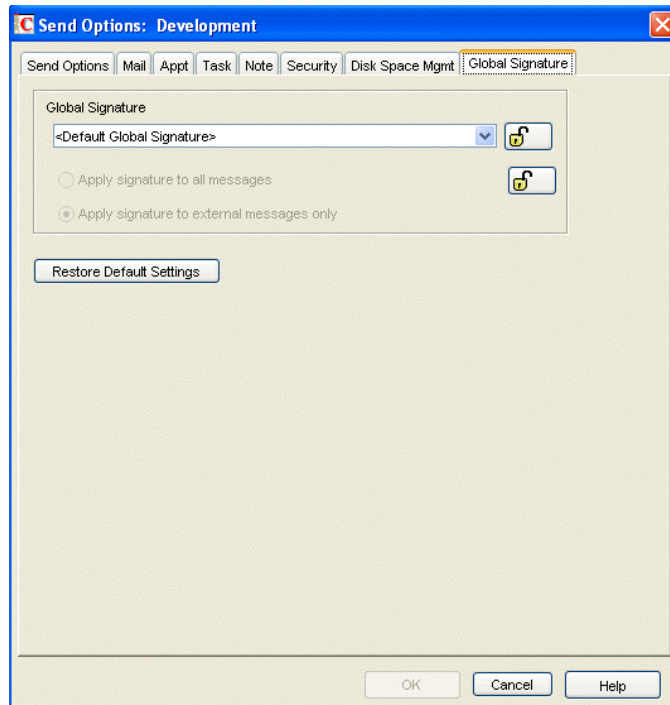 C Send Options: Development
Send Options Mail Appt Task Note Security Disk Space Mgmt Global Signature
Global Signature
<Default Global Signature>
Apply signature to all messages
Apply signature to external messages only
Restore Default Settings
OK Cancel Help